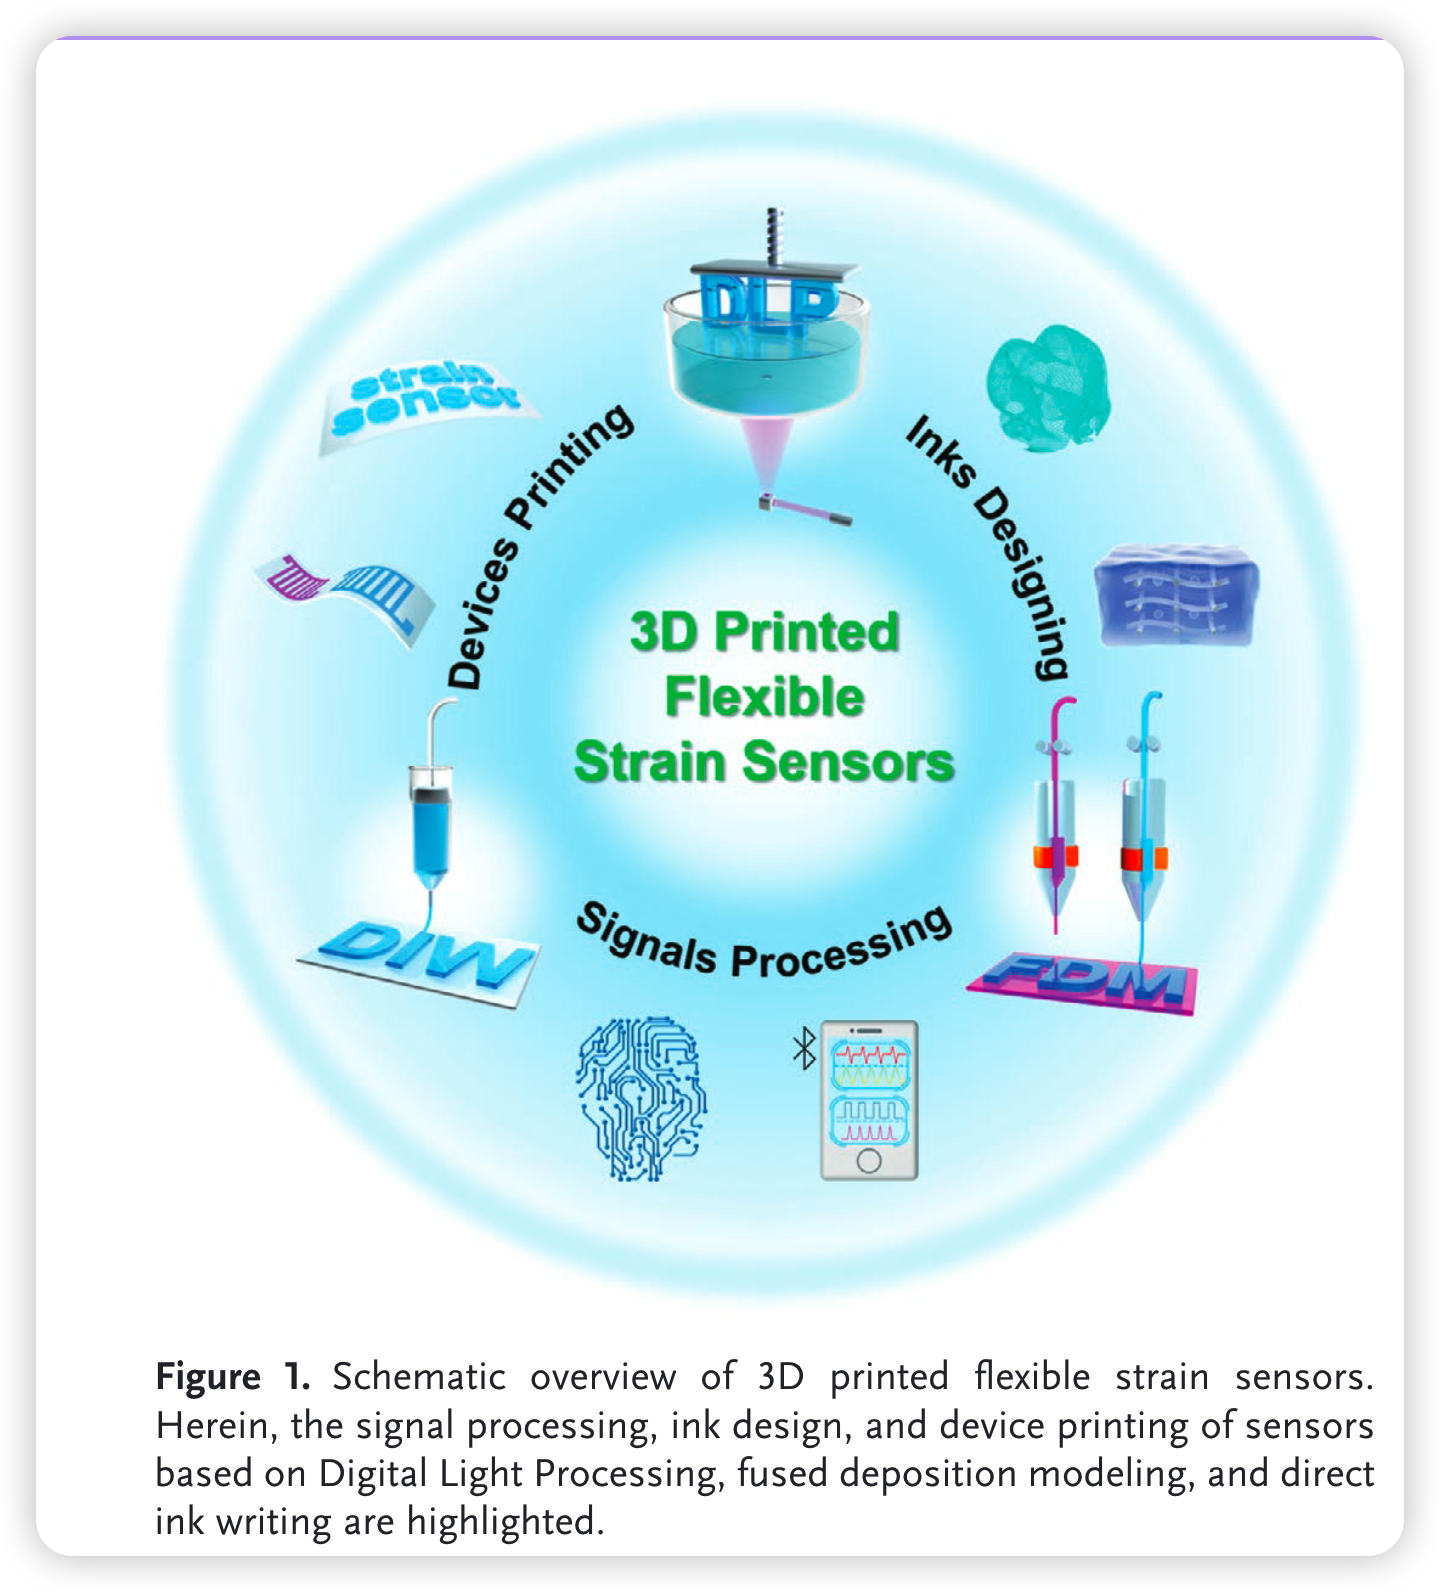 DLP
strain
sensor
Devices Printing
Inks Designing
3D Printed
Flexible
Strain Sensors
DIW
FDM
Signals Processing
Figure 1. Schematic overview of 3D printed flexible strain sensors.
Herein, the signal processing, ink design, and device printing of sensors
based on Digital Light Processing, fused deposition modeling, and direct
ink writing are highlighted.